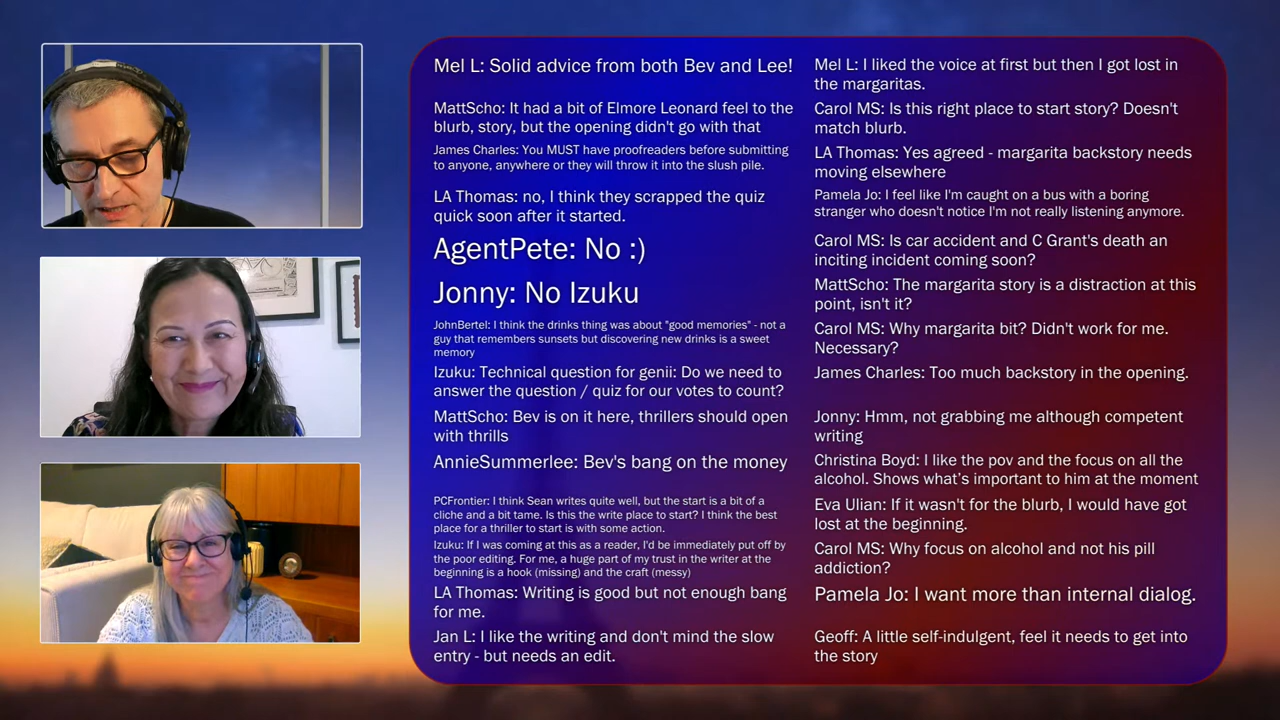 Mel L: Solid advice from both Bev and Lee!
MattScho: It had a bit of Elmore Leonard feel to the
blurb, story, but the opening didn't go with that
James Charles: You MUST have proofreaders before submitting
to anyone, anywhere or they will throw it into the slush pile.
LA Thomas: no, I think they scrapped the quiz
quick soon after it started.
AgentPete: No :)
Jonny: No Izuku
JohnBertel: I think the drinks thing was about "good memories" - not a
guy that remembers sunsets but discovering new drinks is a sweet
memory
Izuku: Technical question for genii: Do we need to
answer the question / quiz for our votes to count?
MattScho: Bev is on it here, thrillers should open
with thrills
AnnieSummerlee: Bev's bang on the money
PCFrontier: I think Sean writes quite well, but the start is a bit of a
cliche and a bit tame. Is this the write place to start? I think the best
place for a thriller to start is with some action.
Izuku: If I was coming at this as a reader, I'd be immediately put off by
the poor editing. For me, a huge part of my trust in the writer at the
beginning is a hook (missing) and the craft (messy)
LA Thomas: Writing is good but not enough bang
for me.
Jan L: I like the writing and don't mind the slow
entry - but needs an edit.
Mel L: I liked the voice at first but then I got lost in
the margaritas.
Carol MS: Is this right place to start story? Doesn't
match blurb.
LA Thomas: Yes agreed - margarita backstory needs
moving elsewhere
Pamela Jo: I feel like I'm caught on a bus with a boring
stranger who doesn't notice I'm not really listening anymore.
Carol MS: Is car accident and C Grant's death an
inciting incident coming soon?
MattScho: The margarita story is a distraction at this
point, isn't it?
Carol MS: Why margarita bit? Didn't work for me.
Necessary?
James Charles: Too much backstory in the opening.
Jonny: Hmm, not grabbing me although competent
writing
Christina Boyd: I like the pov and the focus on all the
alcohol. Shows what's important to him at the moment
Eva Ulian: If it wasn't for the blurb, I would have got
lost at the beginning.
Carol MS: Why focus on alcohol and not his pill
addiction?
Pamela Jo: I want more than internal dialog.
Geoff: A little self-indulgent, feel it needs to get into
the story